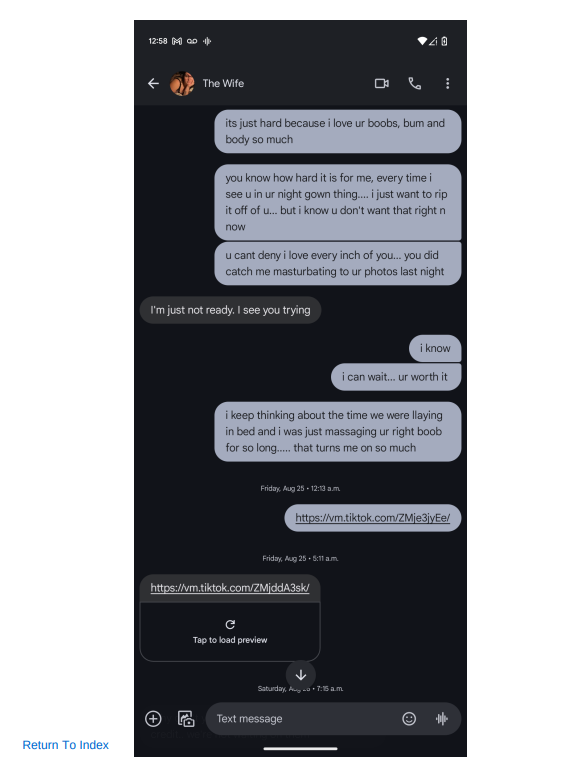 12:58
The Wife
its just hard because i love ur boobs, bum and
body so much
you know how hard it is for me, every time i
see u in ur night gown thing.... i just want to rip
it off of u... but i know u don't want that right n
now
u cant deny i love every inch of you... you did
catch me masturbating to ur photos last night
I'm just not ready. I see you trying
i know
i can wait... ur worth it
i keep thinking about the time we were llaying
in bed and i was just massaging ur right boob
for so long..... that turns me on so much
Friday, Aug 25 • 12:13 a.m.
https://vm.tiktok.com/ZMje3jyEe/
Friday, Aug 25 • 5:11 a.m.
https://vm.tiktok.com/ZMjddA3sk/
Tap to load preview
Saturday, • 7:15 a.m.
Text message
Return To Index